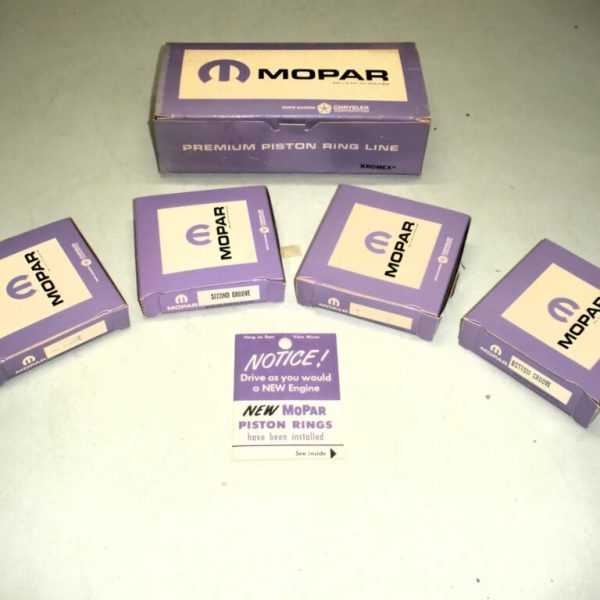 MOPAR
PARTS DIVISION CHRYSLER CORPORATION
PREMIUM PISTON RING LINE
KROMEX
MOPAR
MOPAR
MOPAR
SECOND GROOVE
MOPAR
MOPAR
MOPAR
MOPAR
BOTTOM GROOVE
Hang on Rear View Mirror
NOTICE!
Drive as you would
a NEW Engine
NEW MOPAR
PISTON RINGS
have been installed
See inside